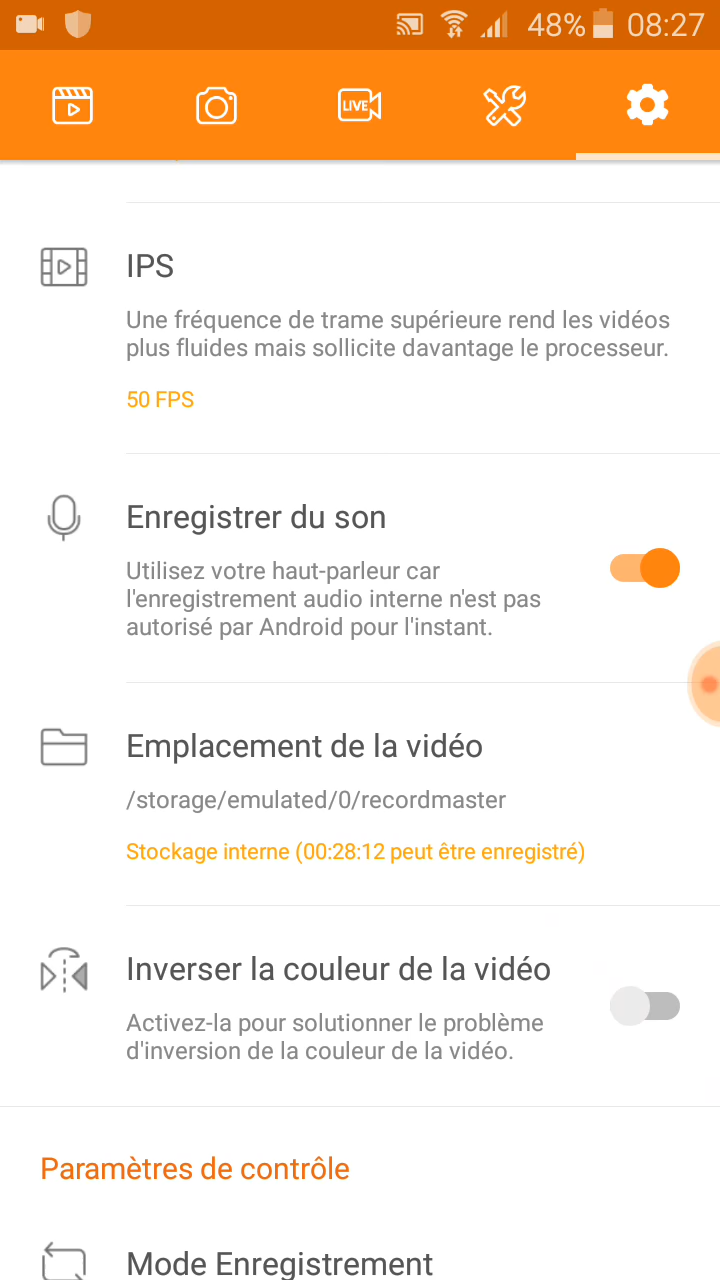 48% 08:27
LIVE
IPS
Une fréquence de trame supérieure rend les vidéos
plus fluides mais sollicite davantage le processeur.
50 FPS
Enregistrer du son
Utilisez votre haut-parleur car
l'enregistrement audio interne n'est pas
autorisé par Android pour l'instant.
Emplacement de la vidéo
/storage/emulated/0/recordmaster
Stockage interne (00:28:12 peut être enregistré)
Inverser la couleur de la vidéo
Activez-la pour solutionner le problème
d'inversion de la couleur de la vidéo.
Paramètres de contrôle
Mode Enregistrement